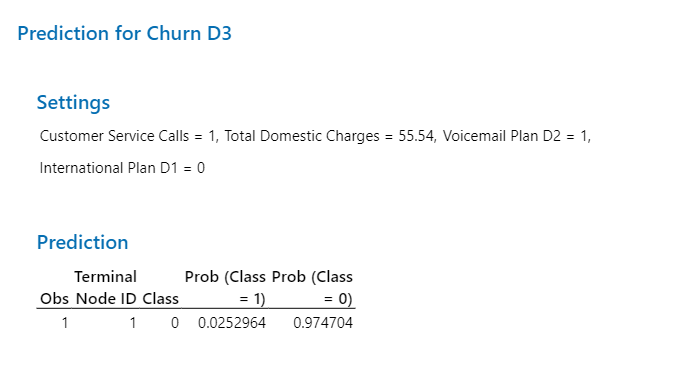 Prediction for Churn D3
Settings
Customer Service Calls = 1, Total Domestic Charges = 55.54, Voicemail Plan D2 = 1,
International Plan D1 = 0
Prediction
Terminal Prob (Class Prob (Class
Obs Node ID Class = 1) = 0)
1 1 0 0.0252964 0.974704